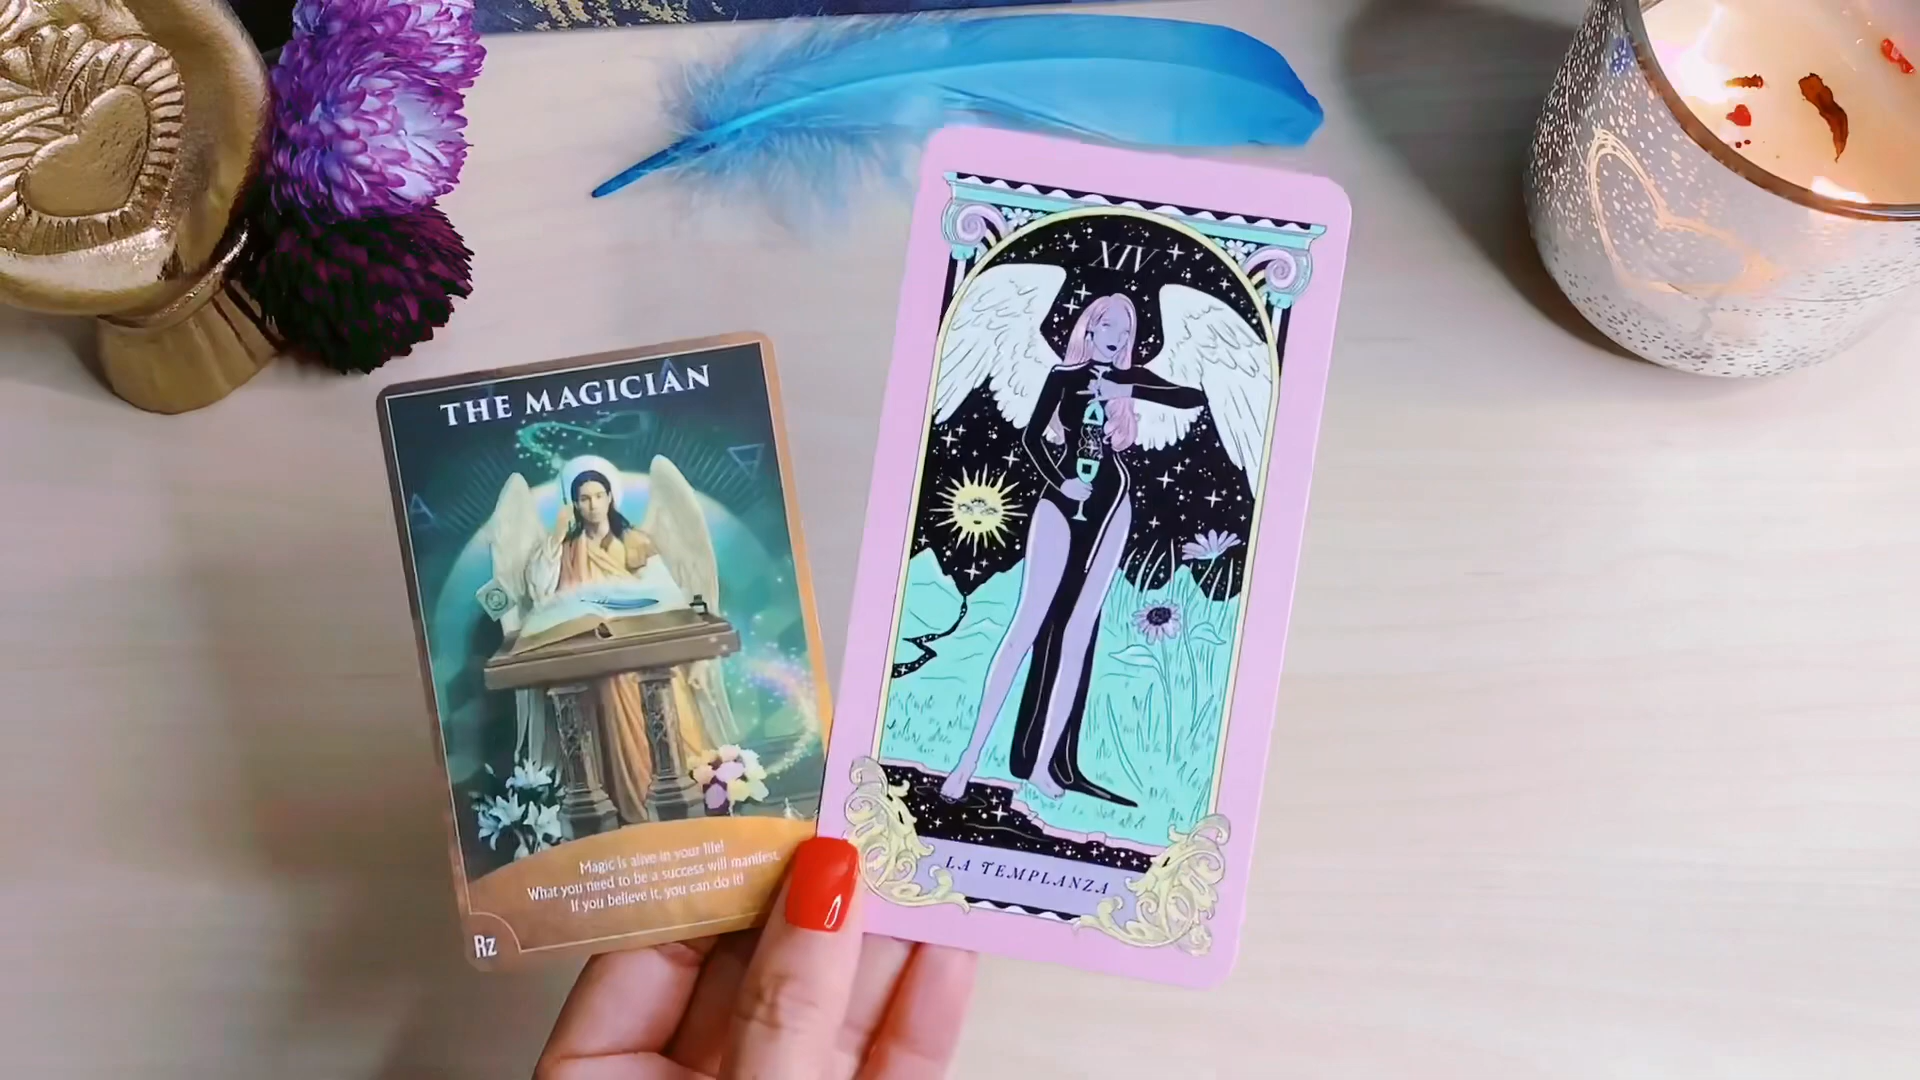 THE MAGICIAN
Magic is alive in your life!
What you need to be a success will manifest.
If you believe it, you can do it!
Rz
XIV
LA TEMPLANZA